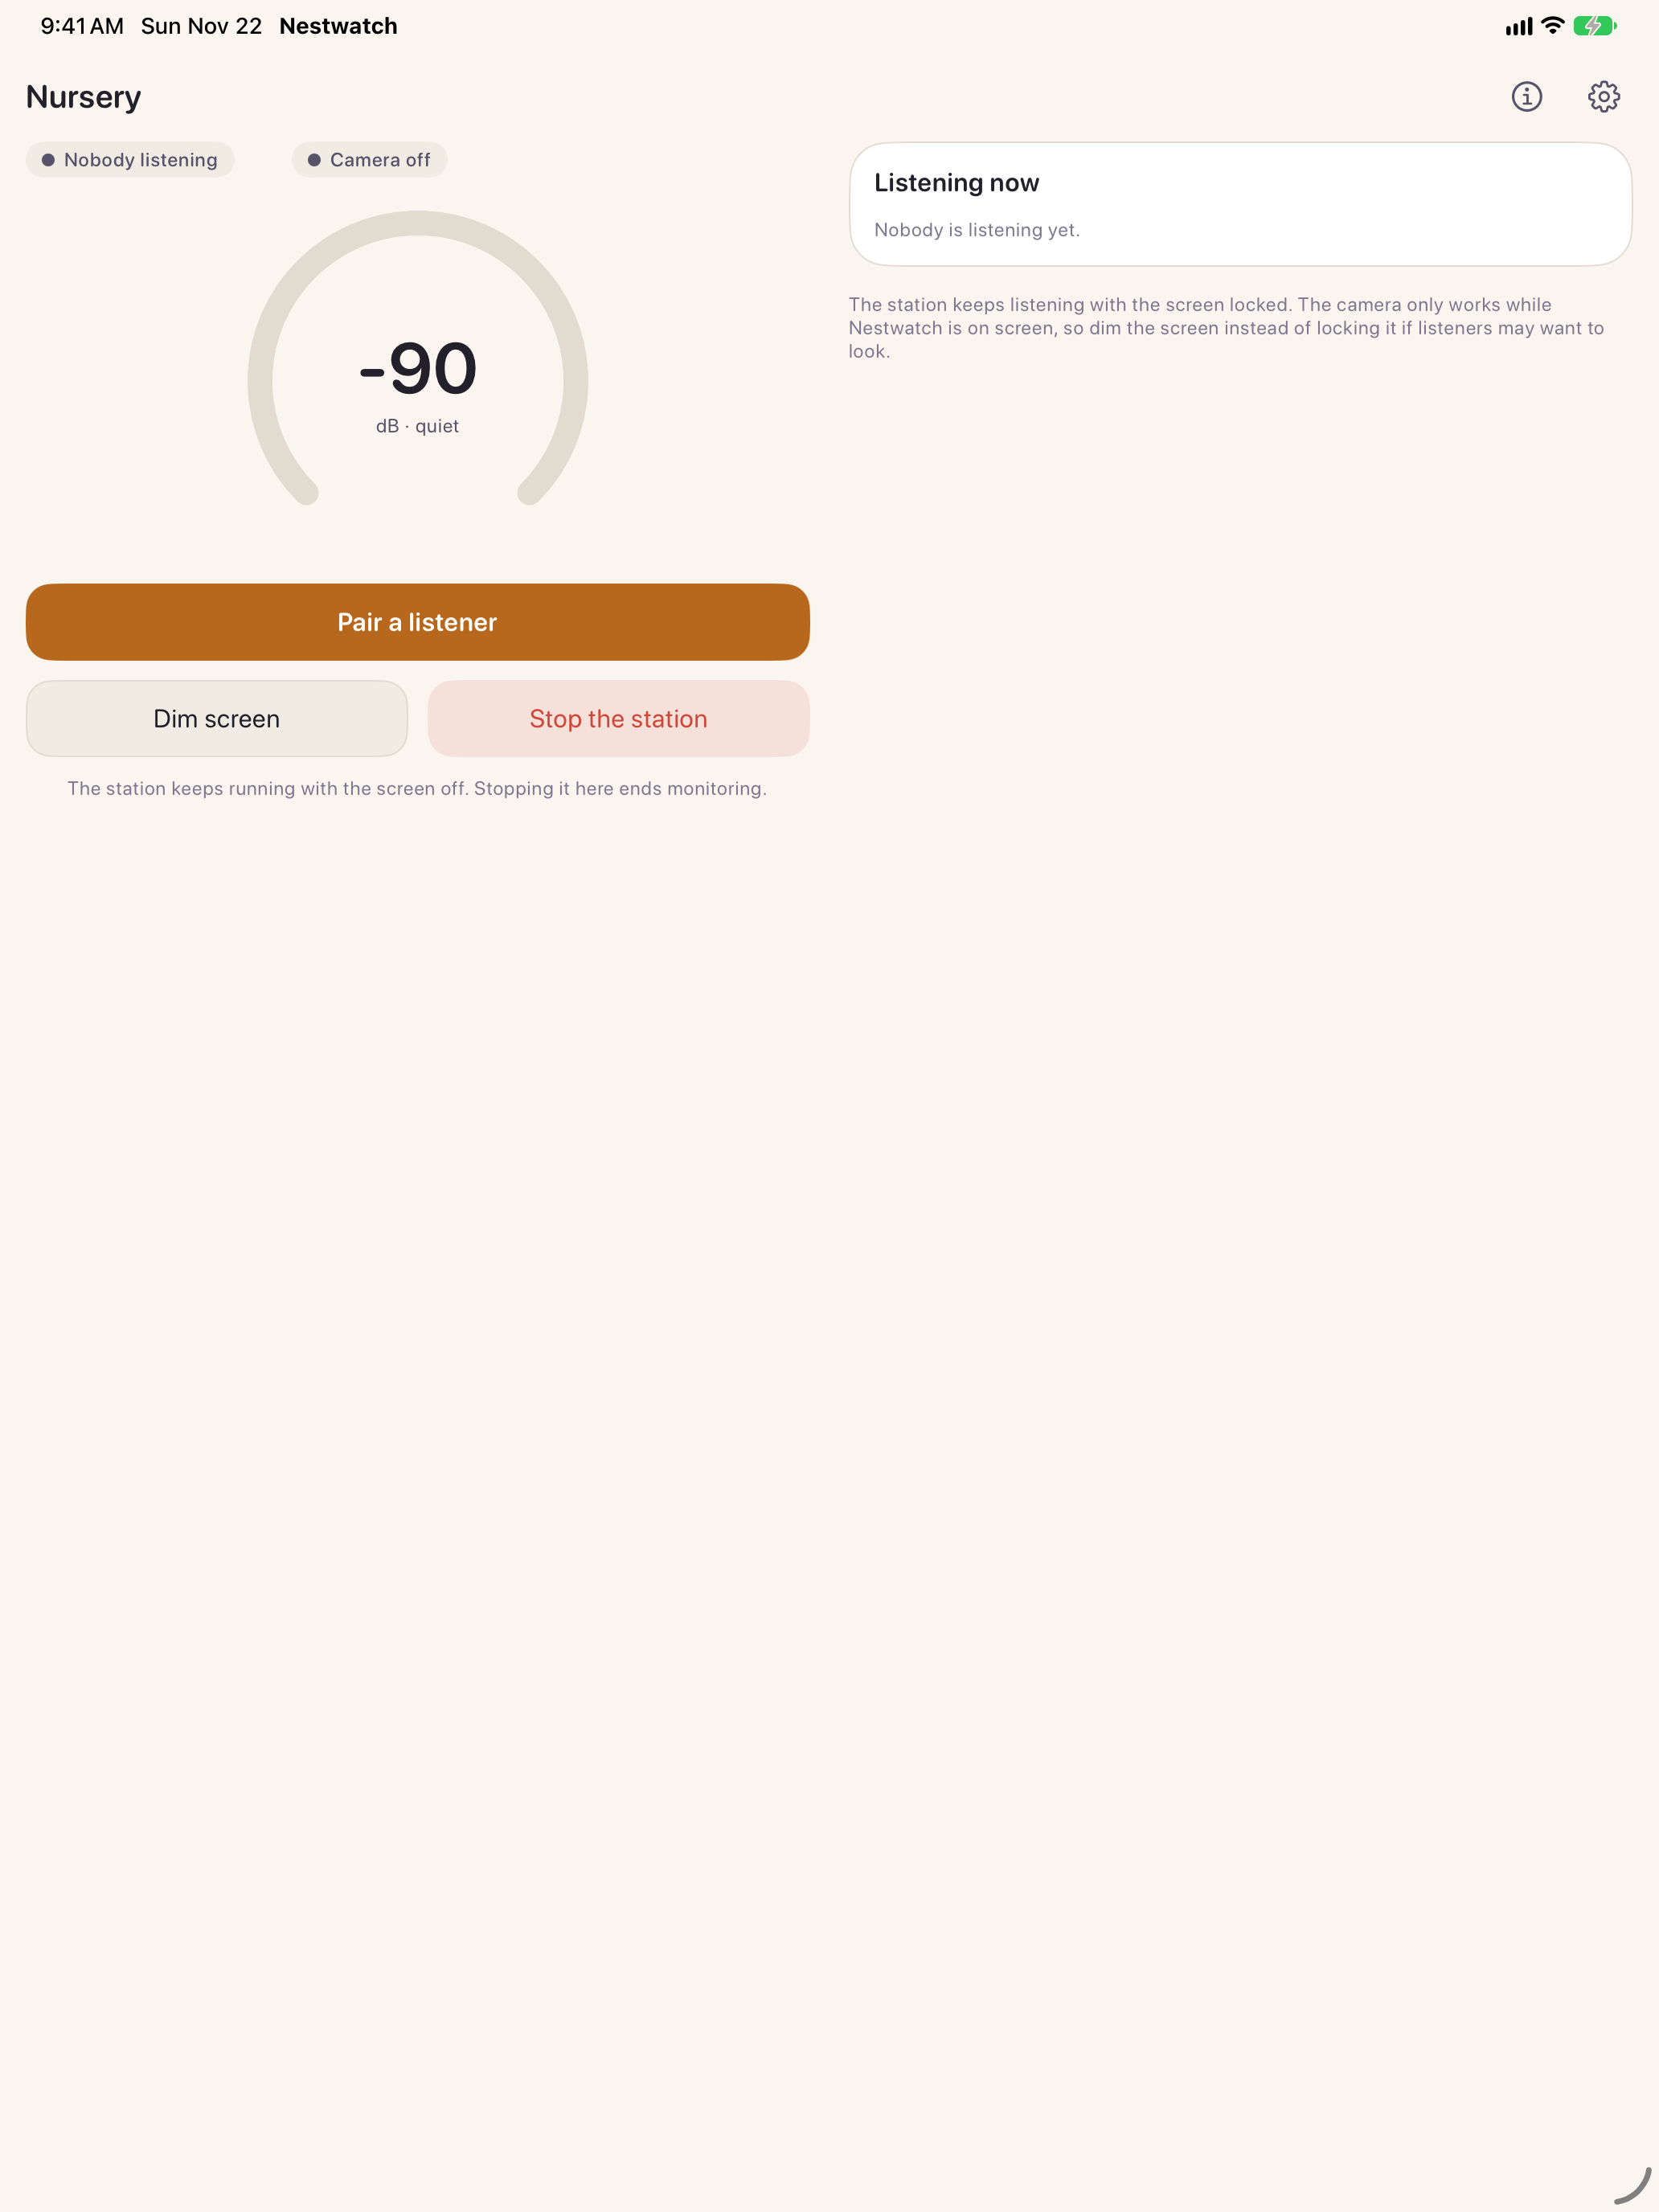 9:41 AM Sun Nov 22 Nestwatch
Nursery
Nobody listening
Camera off
-90
dB · quiet
Pair a listener
Dim screen
Stop the station
The station keeps running with the screen off. Stopping it here ends monitoring.
Listening now
Nobody is listening yet.
The station keeps listening with the screen locked. The camera only works while
Nestwatch is on screen, so dim the screen instead of locking it if listeners may want to
look.